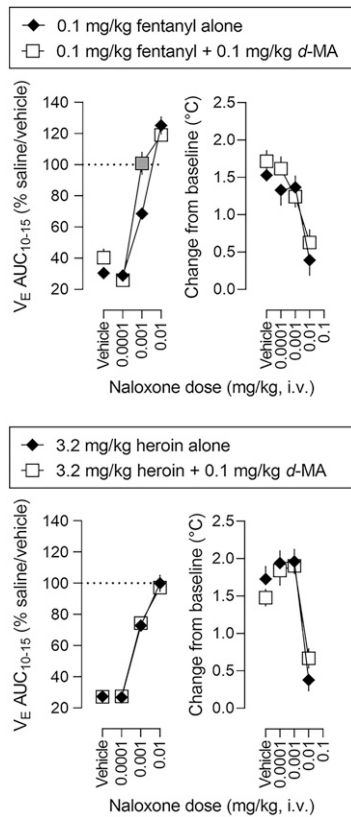 0.1 mg/kg fentanyl alone
0.1 mg/kg fentanyl + 0.1 mg/kg d-MA
V_E AUC_10-15 (% saline/vehicle)
140
120
100
80
60
40
20
Vehicle
0.0001
0.001
0.01
Change from baseline (°C)
2.5
2.0
1.5
1.0
0.5
0.0
Vehicle
0.0001
0.001
0.01
0.1
Naloxone dose (mg/kg, i.v.)
3.2 mg/kg heroin alone
3.2 mg/kg heroin + 0.1 mg/kg d-MA
V_E AUC_10-15 (% saline/vehicle)
140
120
100
80
60
40
20
Vehicle
0.0001
0.001
0.01
Change from baseline (°C)
2.5
2.0
1.5
1.0
0.5
0.0
Vehicle
0.0001
0.001
0.01
0.1
Naloxone dose (mg/kg, i.v.)